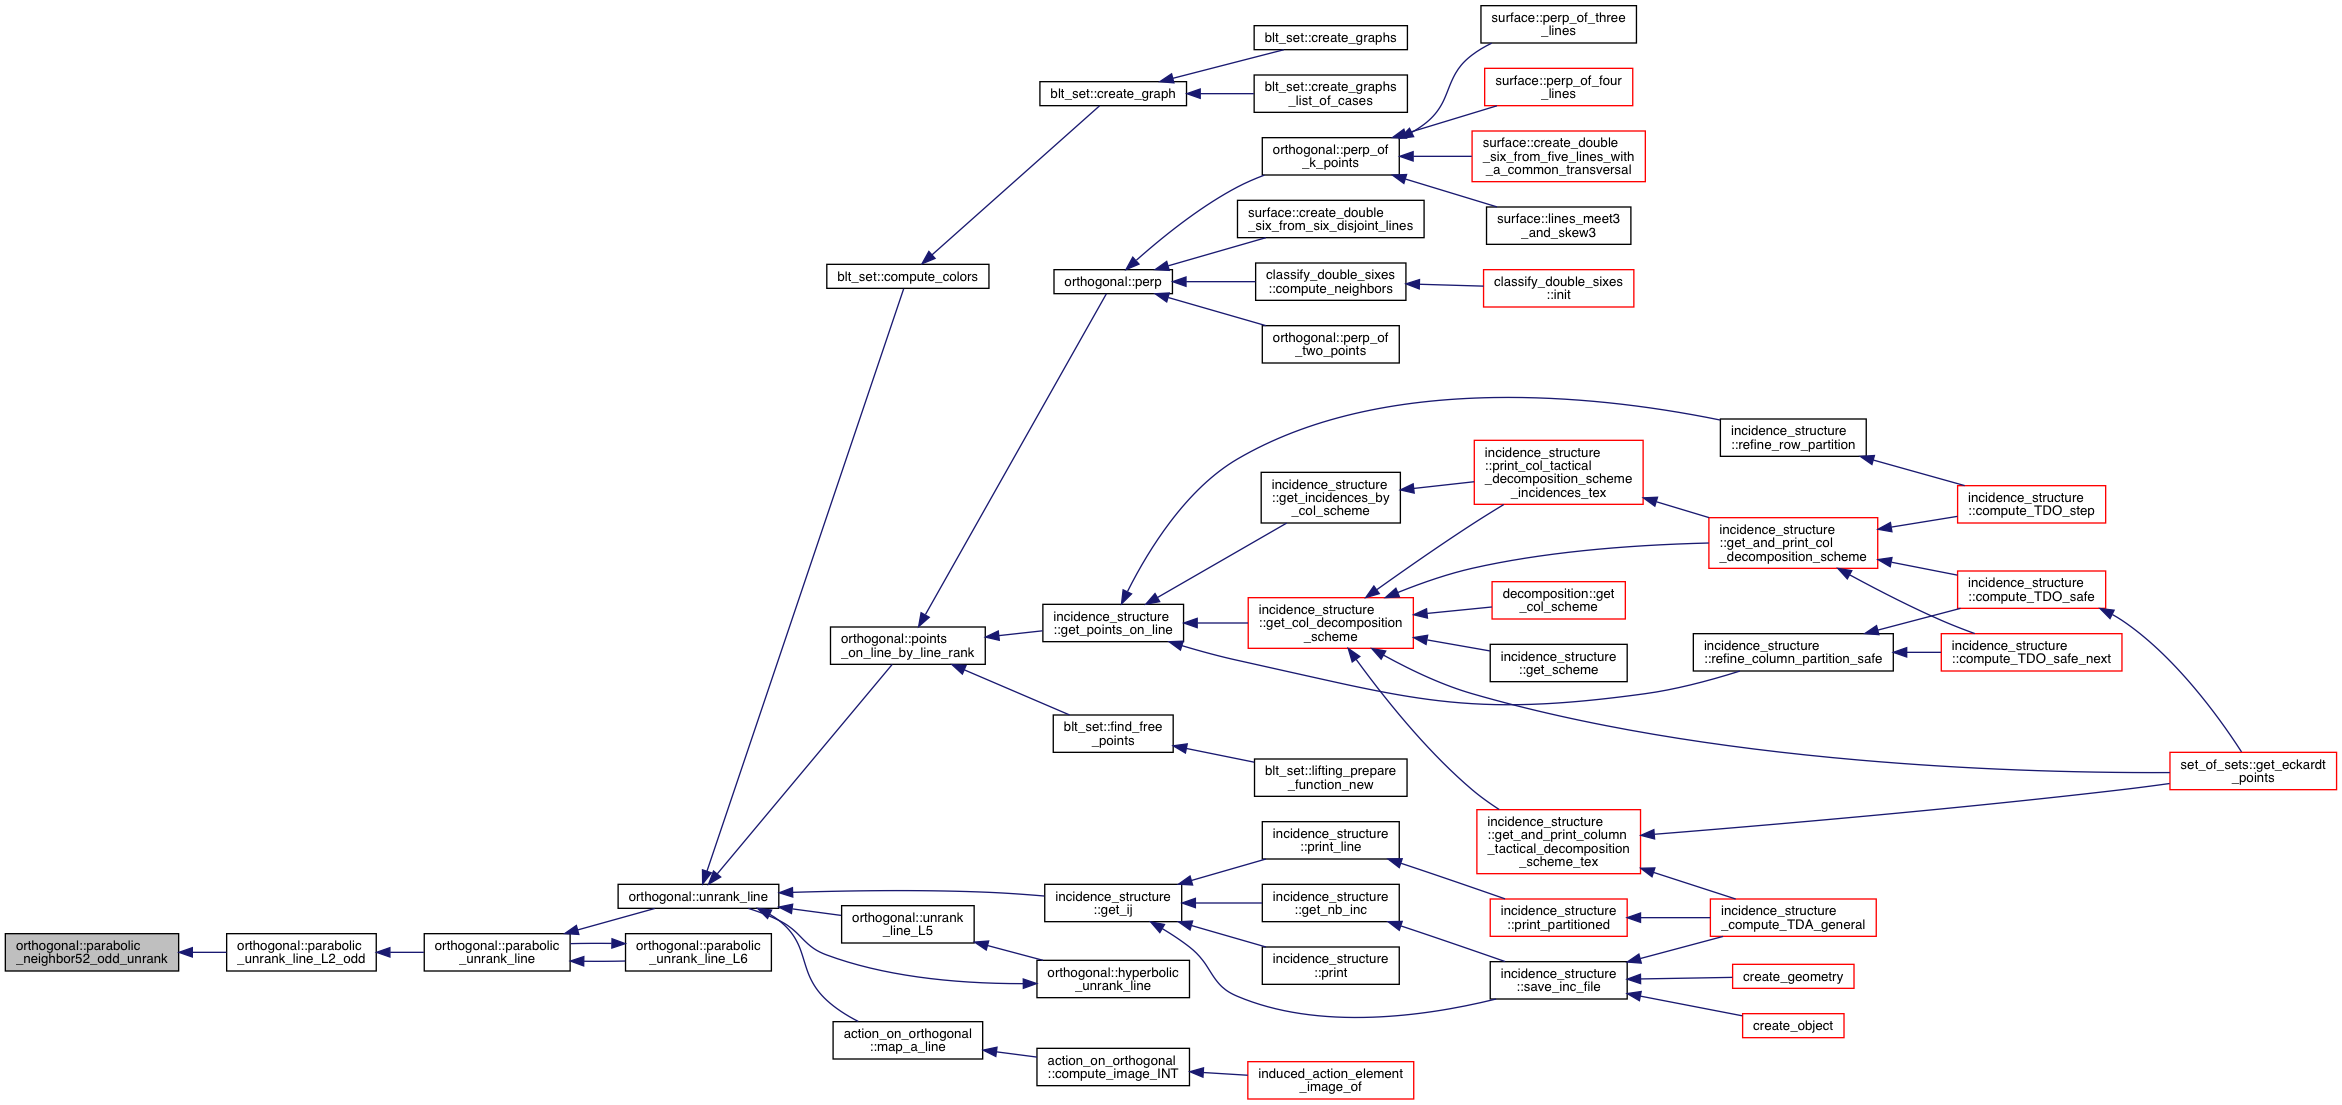 surface::perp_of_three
_lines
blt_set::create_graphs
surface::perp_of_four
_lines
blt_set::create_graph
blt_set::create_graphs
_list_of_cases
orthogonal::perp_of
_k_points
surface::create_double
_six_from_five_lines_with
_a_common_transversal
surface::create_double
_six_from_six_disjoint_lines
surface::lines_meet3
_and_skew3
blt_set::compute_colors
orthogonal::perp
classify_double_sixes
::compute_neighbors
classify_double_sixes
::init
orthogonal::perp_of
_two_points
incidence_structure
::refine_row_partition
incidence_structure
::get_incidences_by
_col_scheme
incidence_structure
::print_col_tactical
_decomposition_scheme
_incidences_tex
incidence_structure
::compute_TDO_step
incidence_structure
::get_and_print_col
_decomposition_scheme
incidence_structure
::compute_TDO_safe
decomposition::get
_col_scheme
incidence_structure
::get_points_on_line
incidence_structure
::get_col_decomposition
_scheme
orthogonal::points
_on_line_by_line_rank
incidence_structure
::get_scheme
incidence_structure
::refine_column_partition_safe
incidence_structure
::compute_TDO_safe_next
blt_set::find_free
_points
blt_set::lifting_prepare
_function_new
set_of_sets::get_eckardt
_points
incidence_structure
::print_line
incidence_structure
::get_and_print_column
_tactical_decomposition
_scheme_tex
orthogonal::unrank_line
incidence_structure
::get_ij
incidence_structure
::get_nb_inc
incidence_structure
::print_partitioned
incidence_structure
::compute_TDA_general
orthogonal::unrank
_line_L5
orthogonal::parabolic
_neighbor52_odd_unrank
orthogonal::parabolic
_unrank_line_L2_odd
orthogonal::parabolic
_unrank_line
orthogonal::parabolic
_unrank_line_L6
orthogonal::hyperbolic
_unrank_line
incidence_structure
::print
incidence_structure
::save_inc_file
create_geometry
create_object
action_on_orthogonal
::map_a_line
action_on_orthogonal
::compute_image_INT
induced_action_element
_image_of